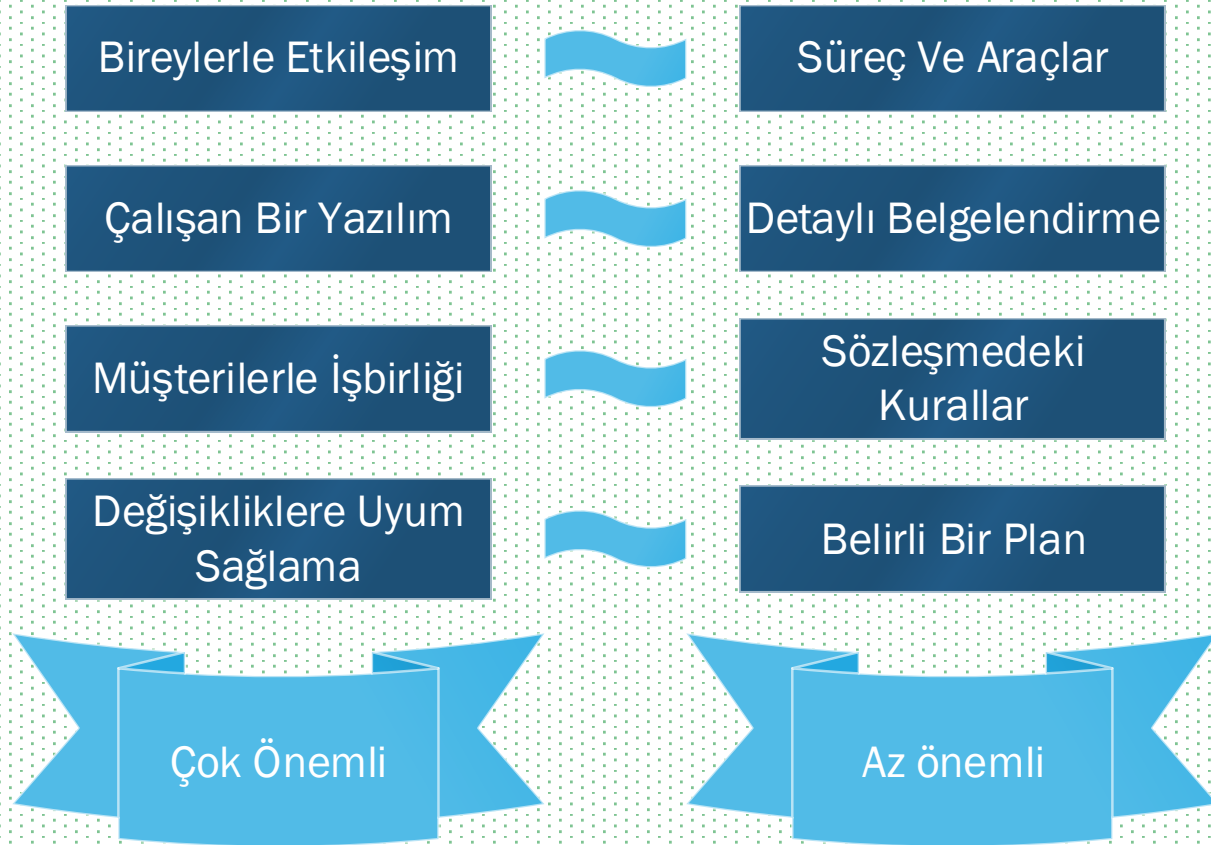 Bireylerle Etkileşim
Süreç Ve Araçlar
Çalışan Bir Yazılım
Detaylı Belgelendirme
Müşterilerle İşbirliği
Sözleşmedeki
Kurallar
Değişikliklere Uyum
Sağlama
Belirli Bir Plan
Çok Önemli
Az önemli